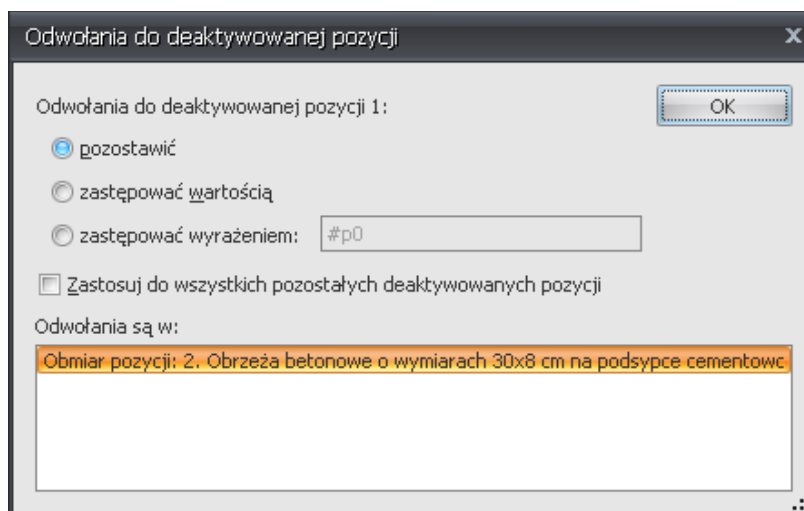 Odwołania do deaktywowanej pozycji
Odwołania do deaktywowanej pozycji 1:
OK
pozostawić
zastępować wartością
zastępować wyrażeniem: #p0
Zastosuj do wszystkich pozostałych deaktywowanych pozycji
Odwołania są w:
Obmiar pozycji: 2. Obrzeża betonowe o wymiarach 30x8 cm na podsypce cementowc